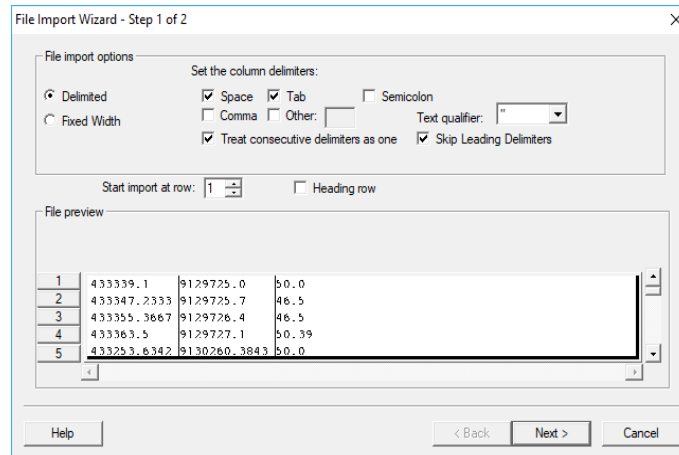 File Import Wizard - Step 1 of 2
File import options
Set the column delimiters:
Delimited
Fixed Width
Space Tab Semicolon
Comma Other: Text qualifier: "
Treat consecutive delimiters as one Skip Leading Delimiters
Start import at row: 1 Heading row
File preview
1 433339.1 9129725.0 50.0
2 433347.2333 9129725.7 46.5
3 433355.3667 9129726.4 46.5
4 433363.5 9129727.1 50.39
5 433253.6342 9130260.3843 50.0
Help < Back Next > Cancel